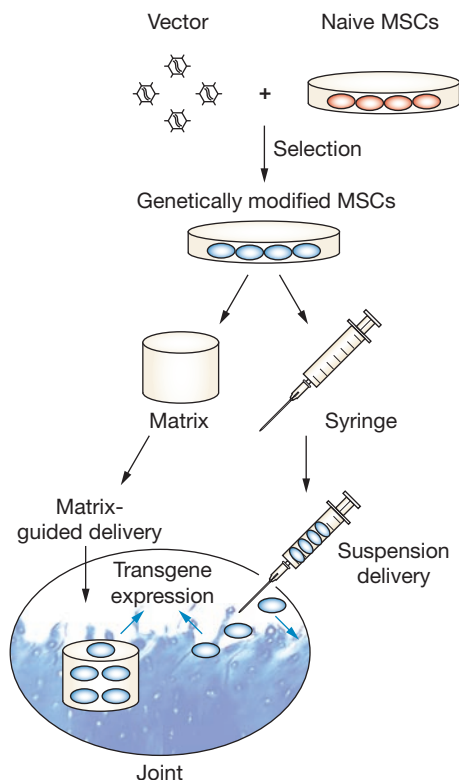 Vector
Naive MSCs
+
Selection
Genetically modified MSCs
Matrix
Syringe
Matrix-
guided delivery
Suspension
delivery
Transgene
expression
Joint